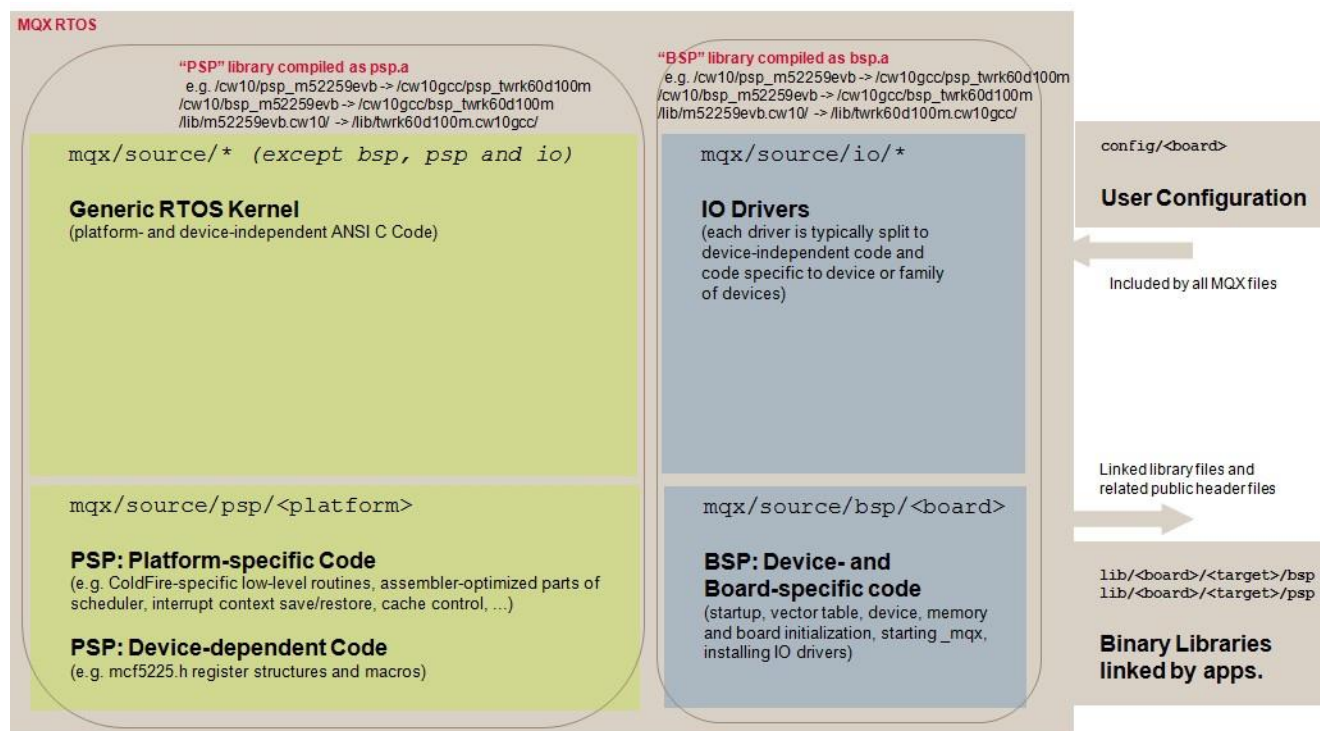 MQX RTOS
“PSP” library compiled as psp.a
e.g. /cw10/psp_m52259evb -> /cw10gcc/psp_twrk60d100m
/cw10/bsp_m52259evb -> /cw10gcc/bsp_twrk60d100m
/lib/m52259evb.cw10/ -> /lib/twrk60d100m.cw10gcc/
mqx/source/* (except bsp, psp and io)
Generic RTOS Kernel
(platform- and device-independent ANSI C Code)
mqx/source/psp/<platform>
PSP: Platform-specific Code
(e.g. ColdFire-specific low-level routines, assembler-optimized parts of
scheduler, interrupt context save/restore, cache control, ...)
PSP: Device-dependent Code
(e.g. mcf5225.h register structures and macros)
“BSP” library compiled as bsp.a
e.g. /cw10/psp_m52259evb -> /cw10gcc/psp_twrk60d100m
/cw10/bsp_m52259evb -> /cw10gcc/bsp_twrk60d100m
/lib/m52259evb.cw10/ -> /lib/twrk60d100m.cw10gcc/
mqx/source/io/*
IO Drivers
(each driver is typically split to
device-independent code and
code specific to device or family
of devices)
mqx/source/bsp/<board>
BSP: Device- and
Board-specific code
(startup, vector table, device, memory
and board initialization, starting _mqx,
installing IO drivers)
config/<board>
User Configuration
Included by all MQX files
Linked library files and
related public header files
lib/<board>/<target>/bsp
lib/<board>/<target>/psp
Binary Libraries
linked by apps.